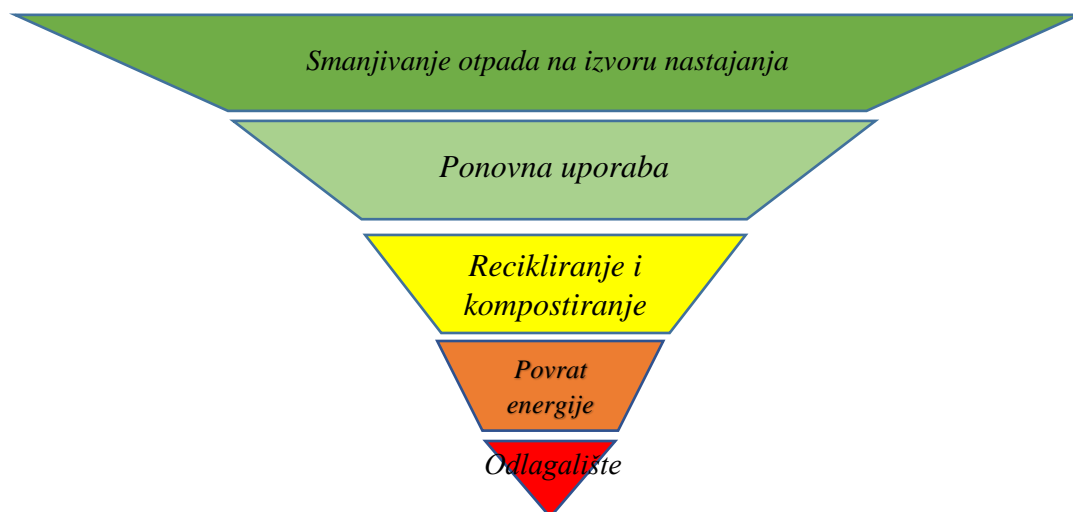 Smanjivanje otpada na izvoru nastajanja
Ponovna uporaba
Recikliranje i
kompostiranje
Povrat
energije
Odlagalište